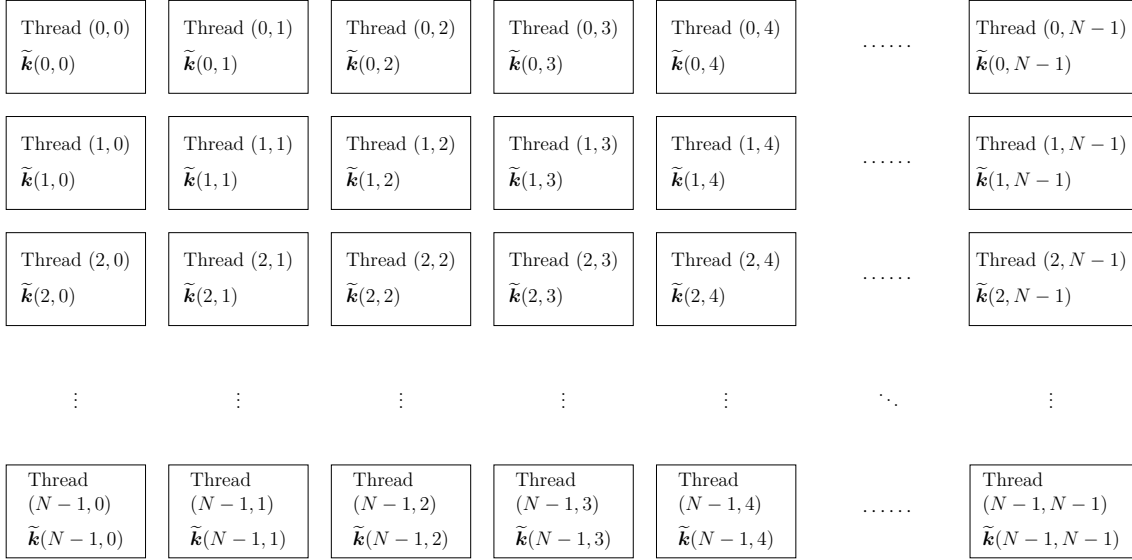 Thread (0, 0) Thread (0, 1) Thread (0, 2) Thread (0, 3) Thread (0, 4) Thread (0, N − 1)
k̃(0, 0) k̃(0, 1) k̃(0, 2) k̃(0, 3) k̃(0, 4) ...... k̃(0, N − 1)
Thread (1, 0) Thread (1, 1) Thread (1, 2) Thread (1, 3) Thread (1, 4) Thread (1, N − 1)
k̃(1, 0) k̃(1, 1) k̃(1, 2) k̃(1, 3) k̃(1, 4) ...... k̃(1, N − 1)
Thread (2, 0) Thread (2, 1) Thread (2, 2) Thread (2, 3) Thread (2, 4) Thread (2, N − 1)
k̃(2, 0) k̃(2, 1) k̃(2, 2) k̃(2, 3) k̃(2, 4) ...... k̃(2, N − 1)
⋮ ⋮ ⋮ ⋮ ⋮ ⋱ ⋮
Thread Thread Thread Thread Thread Thread
(N − 1, 0) (N − 1, 1) (N − 1, 2) (N − 1, 3) (N − 1, 4) ...... (N − 1, N − 1)
k̃(N − 1, 0) k̃(N − 1, 1) k̃(N − 1, 2) k̃(N − 1, 3) k̃(N − 1, 4) k̃(N − 1, N − 1)